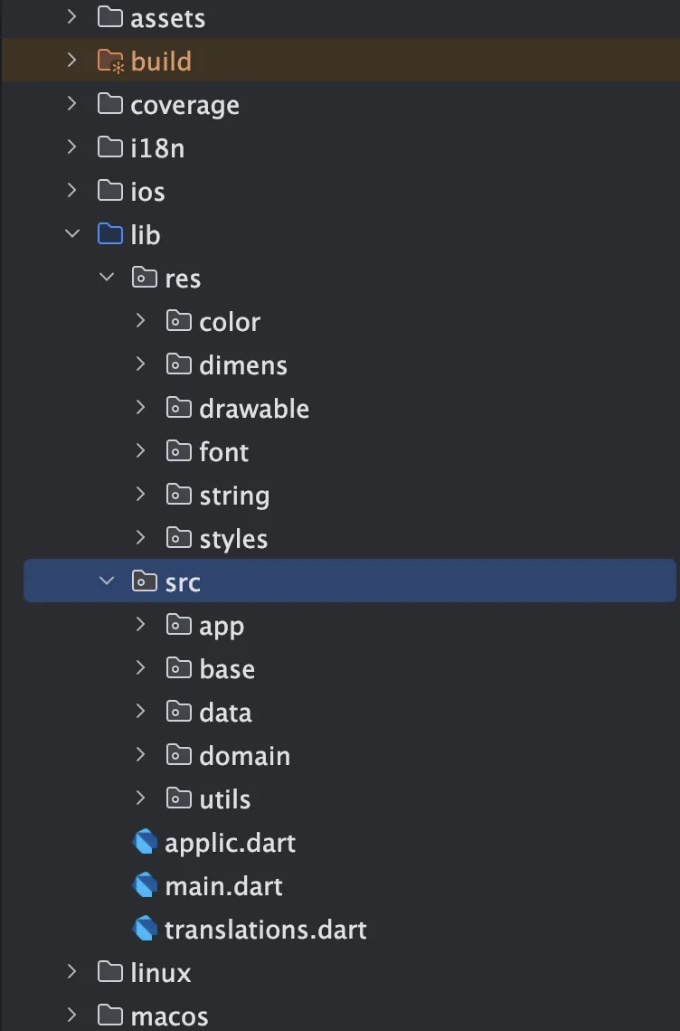 assets
build
coverage
i18n
ios
lib
res
color
dimens
drawable
font
string
styles
src
app
base
data
domain
utils
applic.dart
main.dart
translations.dart
linux
macos